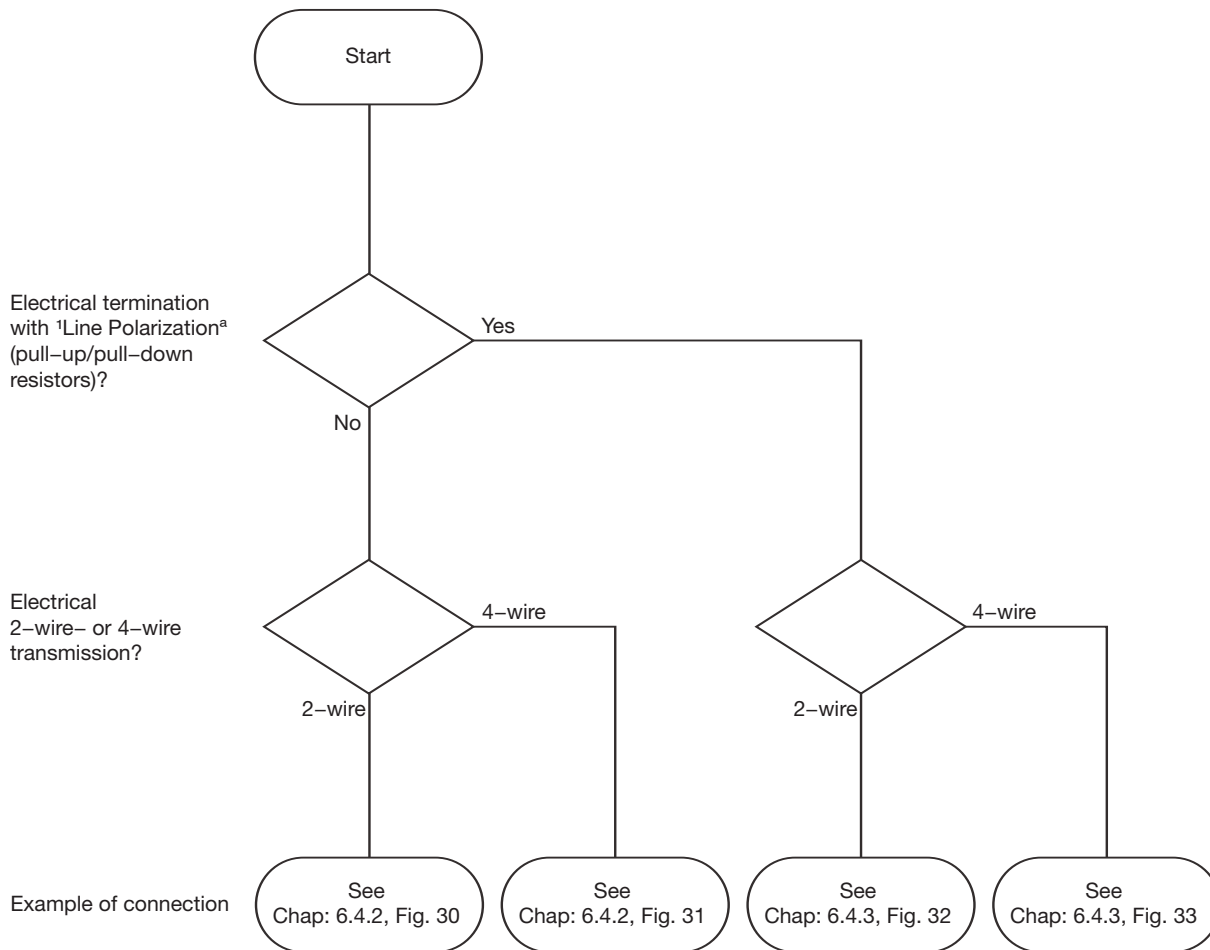 Start
Electrical termination
with ¹Line Polarizationᵃ
(pull−up/pull−down
resistors)?
Yes
No
Electrical
2−wire− or 4−wire
transmission?
4−wire
4−wire
2−wire
2−wire
Example of connection
See
Chap: 6.4.2, Fig. 30
See
Chap: 6.4.2, Fig. 31
See
Chap: 6.4.3, Fig. 32
See
Chap: 6.4.3, Fig. 33